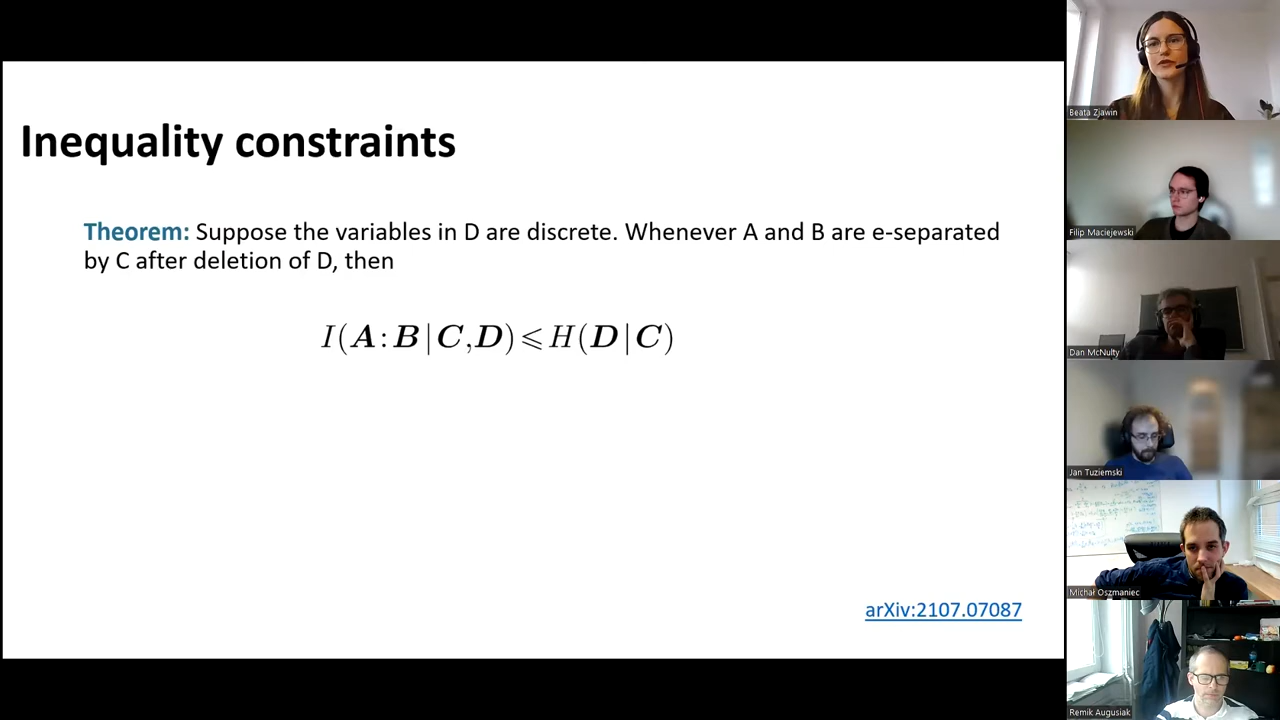 Inequality constraints
Theorem: Suppose the variables in D are discrete. Whenever A and B are e-separated
by C after deletion of D, then
I(A:B|C,D)⩽H(D|C)
arXiv:2107.07087
Beata Zjawin
Filip Maciejewski
Dan McNulty
Jan Tuziemski
Michał Oszmaniec
Remik Augusiak